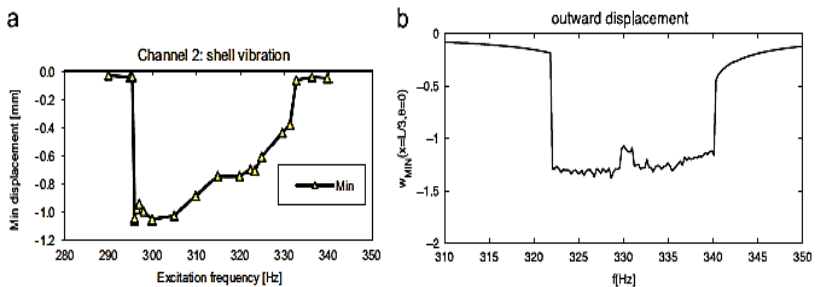 a
Channel 2: shell vibration
Min displacement [mm]
0.0
-0.2
-0.4
-0.6
-0.8
-1.0
-1.2
280 290 300 310 320 330 340 350
Excitation frequency [Hz]
Min
b
outward displacement
w_MIN(x=L/3,θ=0)
0
-0.5
-1
-1.5
-2
310 315 320 325 330 335 340 345 350
f[Hz]